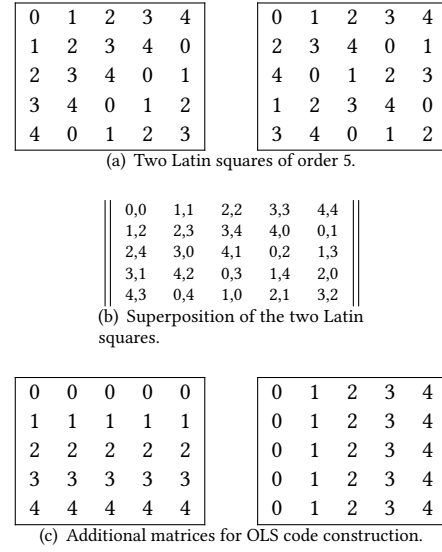 0 1 2 3 4 0 1 2 3 4
1 2 3 4 0 2 3 4 0 1
2 3 4 0 1 4 0 1 2 3
3 4 0 1 2 1 2 3 4 0
4 0 1 2 3 3 4 0 1 2
(a) Two Latin squares of order 5.
0,0 1,1 2,2 3,3 4,4
1,2 2,3 3,4 4,0 0,1
2,4 3,0 4,1 0,2 1,3
3,1 4,2 0,3 1,4 2,0
4,3 0,4 1,0 2,1 3,2
(b) Superposition of the two Latin
squares.
0 0 0 0 0 0 1 2 3 4
1 1 1 1 1 0 1 2 3 4
2 2 2 2 2 0 1 2 3 4
3 3 3 3 3 0 1 2 3 4
4 4 4 4 4 0 1 2 3 4
(c) Additional matrices for OLS code construction.